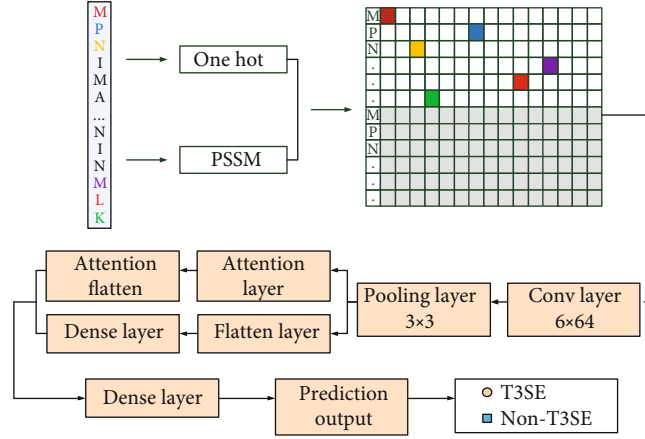 M
P
N
I
M
A
...
N
I
N
M
L
K
One hot
PSSM
M
P
N
.
.
.
M
P
N
.
.
.
Attention
flatten
Attention
layer
Pooling layer
3×3
Conv layer
6×64
Dense layer
Flatten layer
Dense layer
Prediction
output
T3SE
Non-T3SE